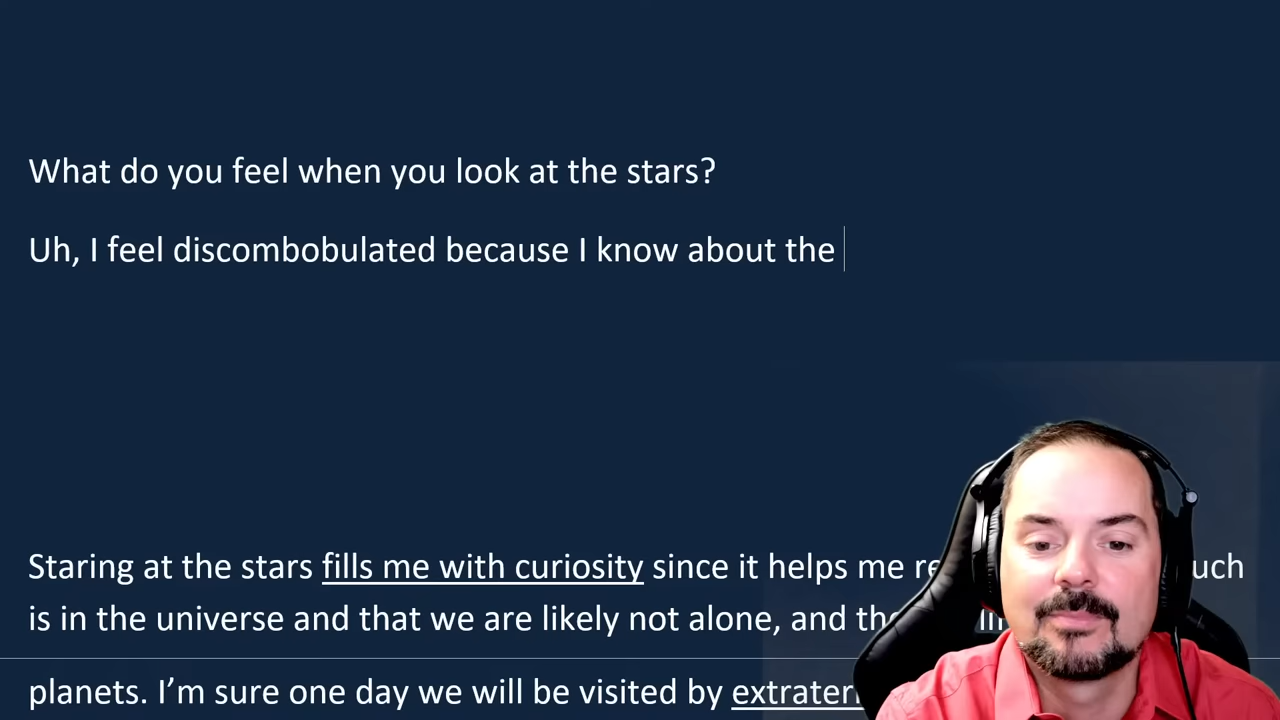 What do you feel when you look at the stars?
Uh, I feel discombobulated because I know about the
Staring at the stars fills me with curiosity since it helps me
is in the universe and that we are likely not alone, and
planets. I’m sure one day we will be visited by